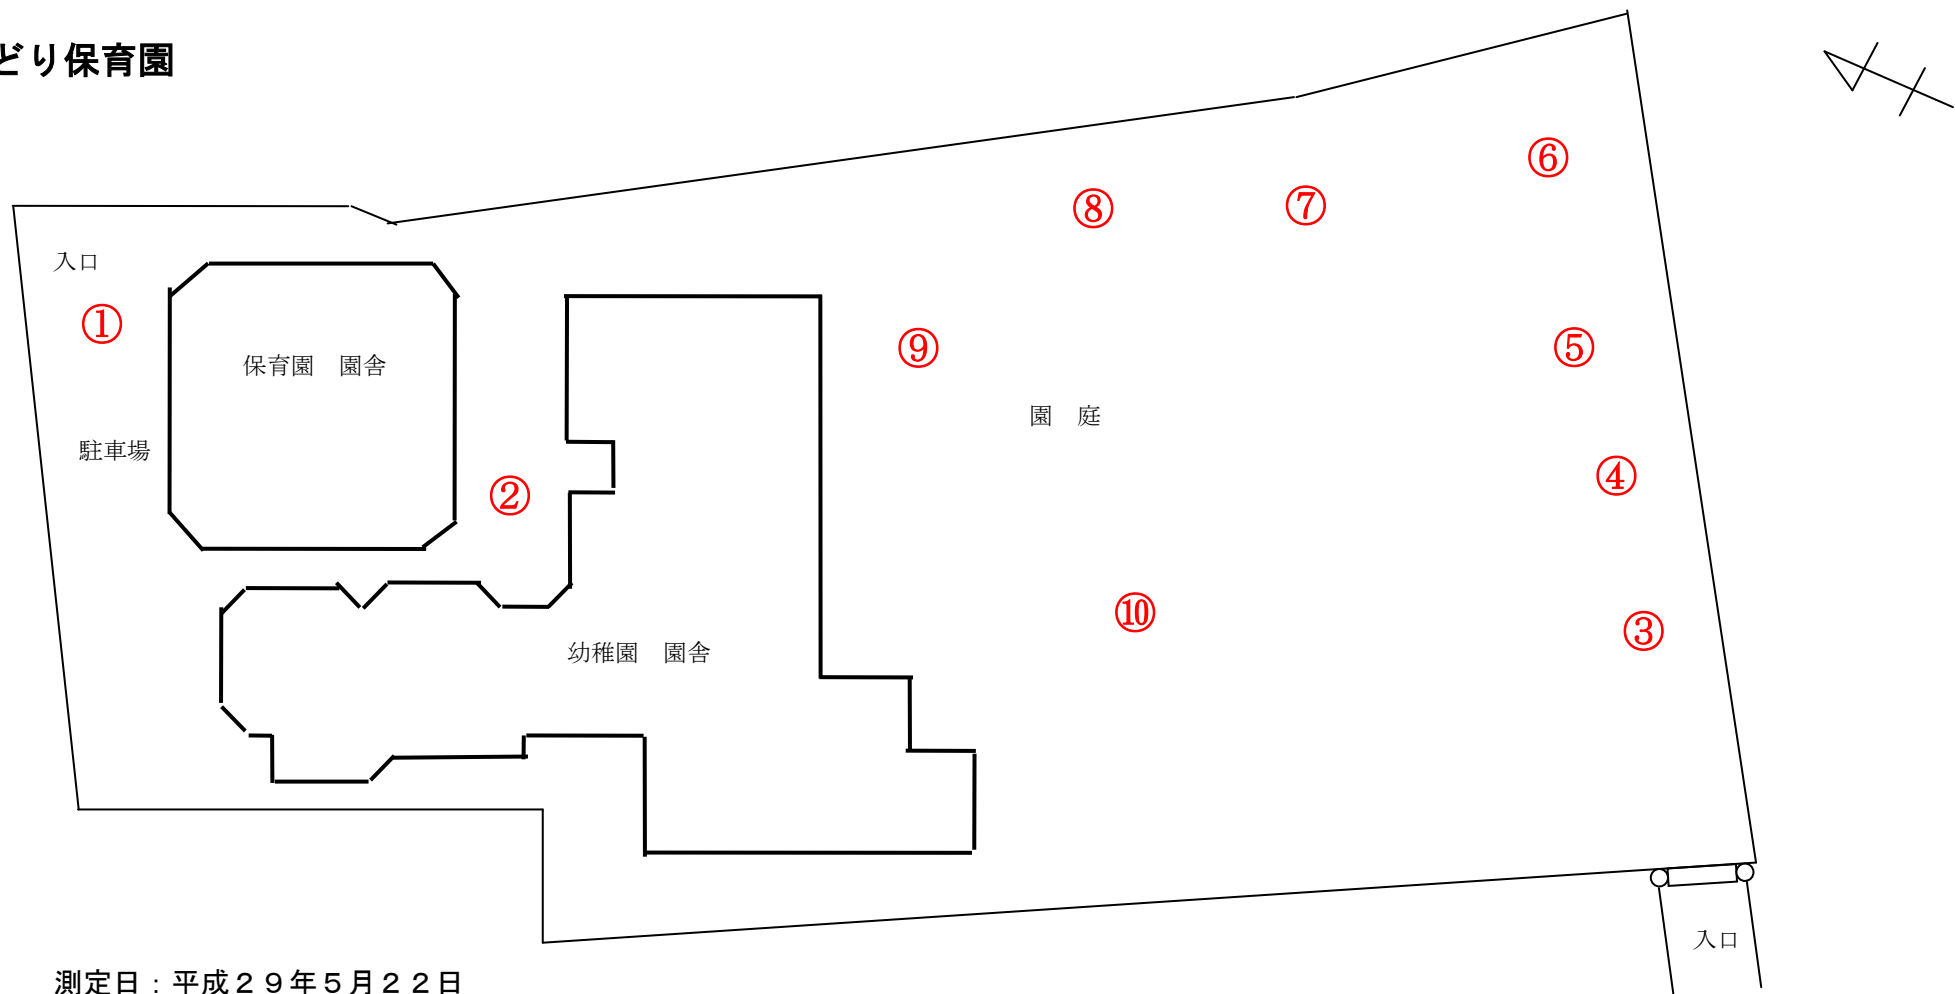 どり保育園
⑥
⑧
⑦
入口
①
⑨
⑤
保育園　園舎
園　庭
駐車場
②
④
⑩
③
幼稚園　園舎
入口
測定日：平成２９年５月２２日